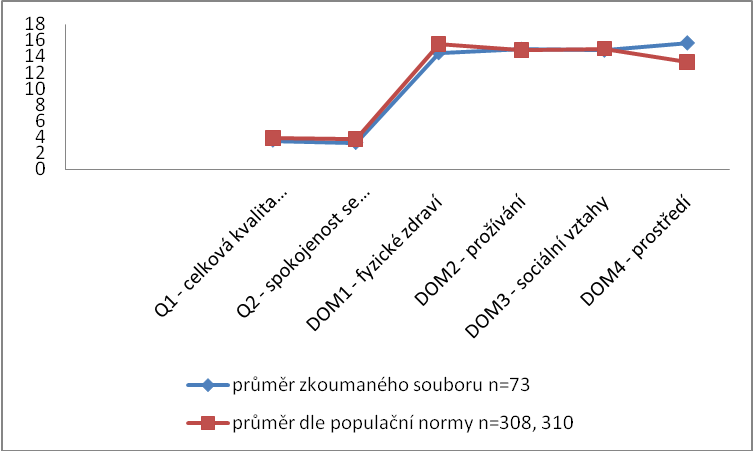 18
16
14
12
10
8
6
4
2
0
Q1 - celková kvalita...
Q2 - spokojenost se...
DOM1 - fyzické zdraví
DOM2 - prožívání
DOM3 - sociální vztahy
DOM4 - prostředí
průměr zkoumaného souboru n=73
průměr dle populační normy n=308, 310